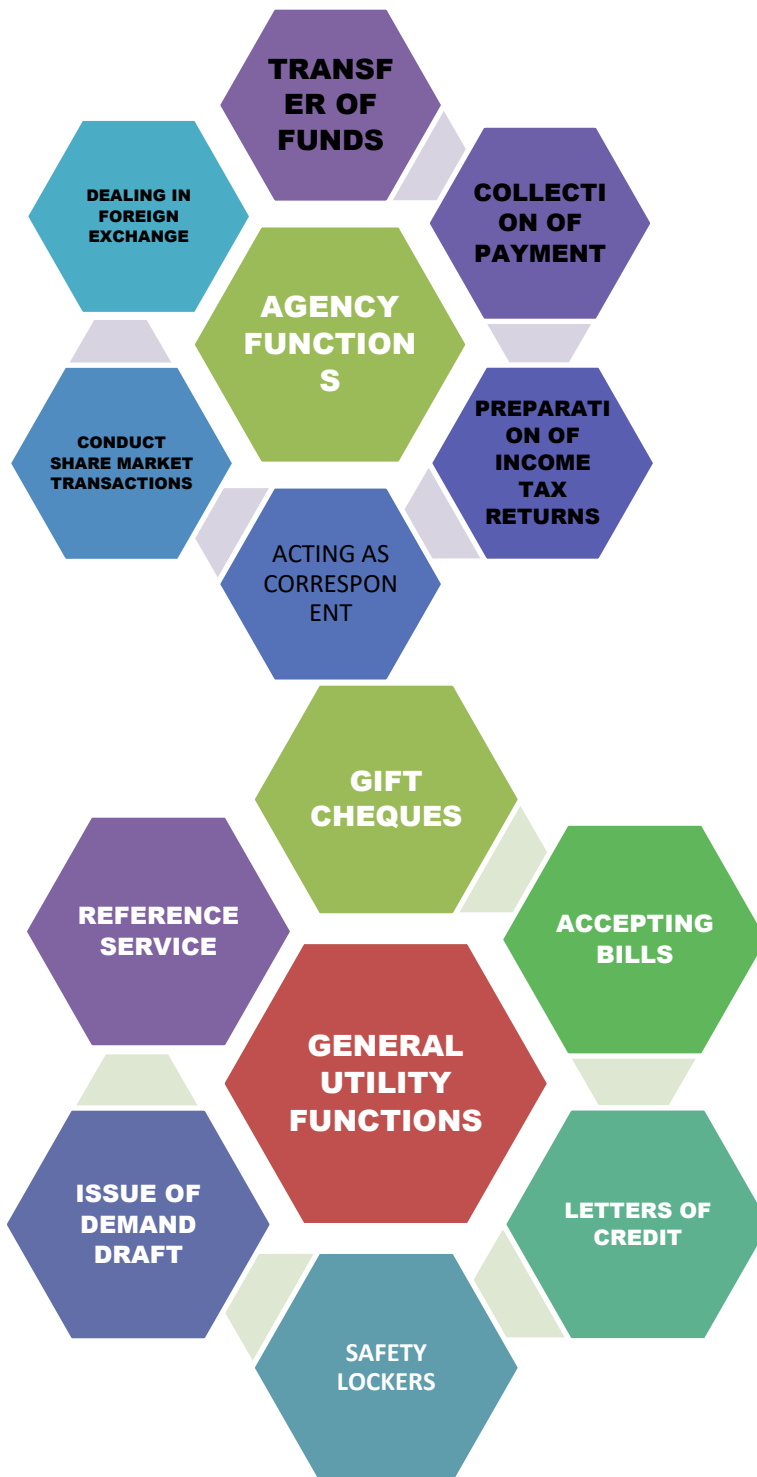 TRANSF
ER OF
FUNDS
COLLECTI
ON OF
PAYMENT
PREPARATI
ON OF
INCOME
TAX
RETURNS
ACTING AS
CORRESPON
ENT
CONDUCT
SHARE MARKET
TRANSACTIONS
DEALING IN
FOREIGN
EXCHANGE
AGENCY
FUNCTION
S
GIFT
CHEQUES
ACCEPTING
BILLS
LETTERS OF
CREDIT
SAFETY
LOCKERS
ISSUE OF
DEMAND
DRAFT
REFERENCE
SERVICE
GENERAL
UTILITY
FUNCTIONS